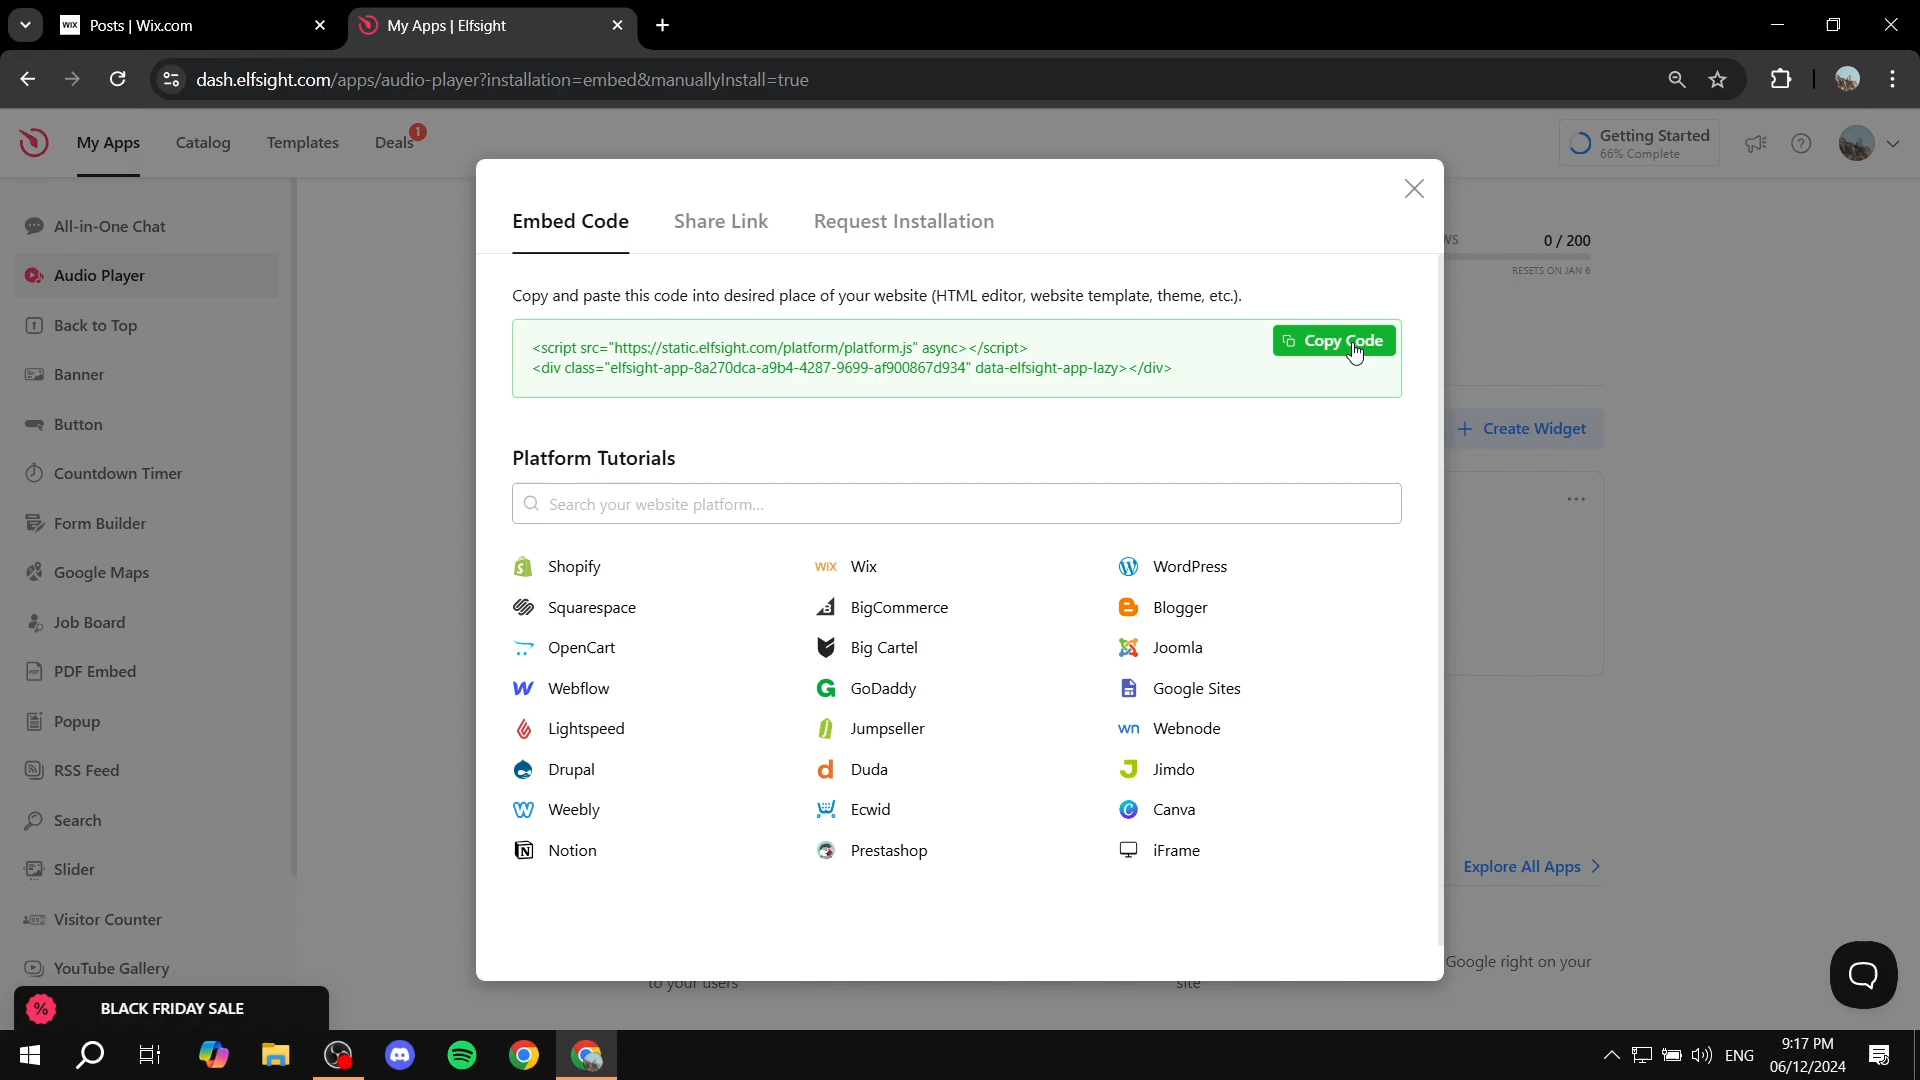 Posts | Wix.com
My Apps | Elfsight
dash.elfsight.com/apps/audio-player?installation=embed&manuallyInstall=true
My Apps
Catalog
Templates
Deals
1
Getting Started
66% Complete
All-in-One Chat
Audio Player
Back to Top
Banner
Button
Countdown Timer
Form Builder
Google Maps
Job Board
PDF Embed
Popup
RSS Feed
Search
Slider
Visitor Counter
YouTube Gallery
BLACK FRIDAY SALE
Embed Code
Share Link
Request Installation
Copy and paste this code into desired place of your website (HTML editor, website template, theme, etc.).
<script src="https://static.elfsight.com/platform/platform.js" async></script>
<div class="elfsight-app-8a270dca-a9b4-4287-9699-af900867d934" data-elfsight-app-lazy></div>
Copy Code
Platform Tutorials
Search your website platform...
Shopify
Wix
WordPress
Squarespace
BigCommerce
Blogger
OpenCart
Big Cartel
Joomla
Webflow
GoDaddy
Google Sites
Lightspeed
Jumpseller
Webnode
Drupal
Duda
Jimdo
Weebly
Ecwid
Canva
Notion
Prestashop
iFrame
WS
0 / 200
RESETS ON JAN 6
+ Create Widget
Explore All Apps
Google right on your
to your users
site
ENG
9:17 PM
06/12/2024